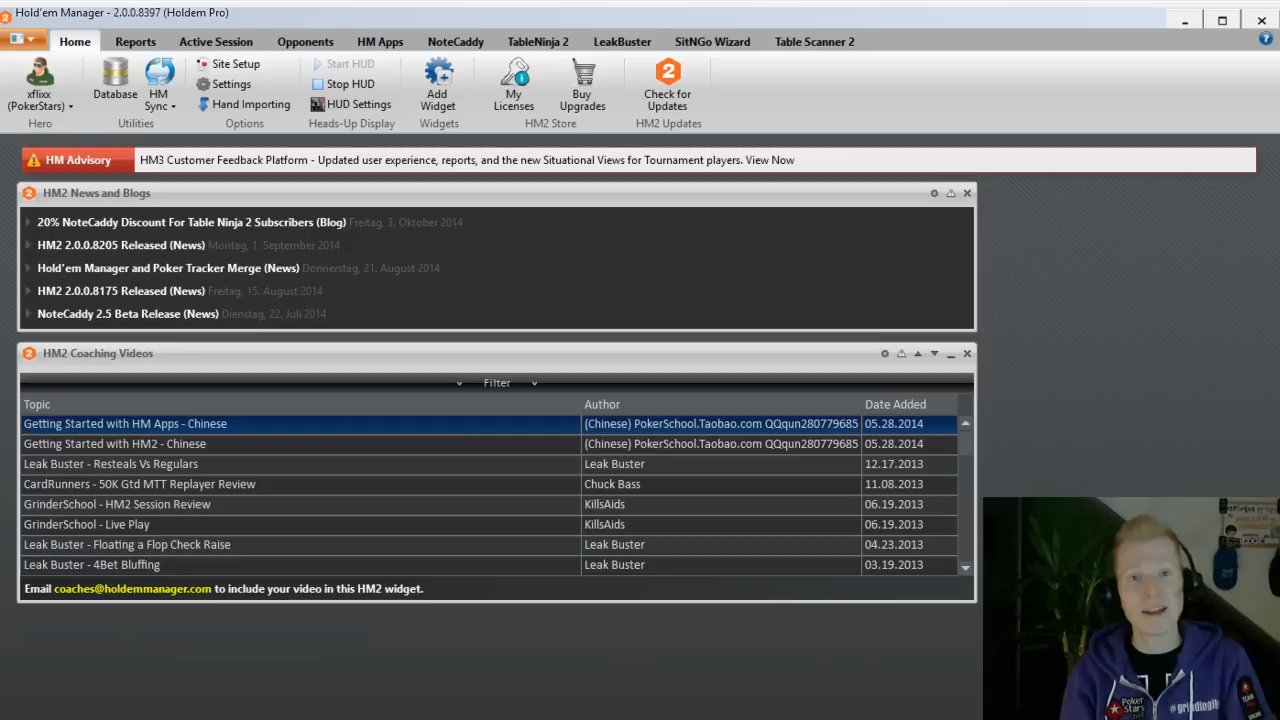 Hold'em Manager - 2.0.0.8397 (Holdem Pro)
Home Reports Active Session Opponents HM Apps NoteCaddy TableNinja 2 LeakBuster SitNGo Wizard Table Scanner 2
xflixx
(PokerStars)
Hero
Database
HM
Sync
Utilities
Site Setup
Settings
Hand Importing
Options
Start HUD
Stop HUD
HUD Settings
Heads-Up Display
Add
Widget
Widgets
My
Licenses
Buy
Upgrades
HM2 Store
Check for
Updates
HM2 Updates
HM Advisory HM3 Customer Feedback Platform - Updated user experience, reports, and the new Situational Views for Tournament players. View Now
HM2 News and Blogs
20% NoteCaddy Discount For Table Ninja 2 Subscribers (Blog) Freitag, 3. Oktober 2014
HM2 2.0.0.8205 Released (News) Montag, 1. September 2014
Hold'em Manager and Poker Tracker Merge (News) Donnerstag, 21. August 2014
HM2 2.0.0.8175 Released (News) Freitag, 15. August 2014
NoteCaddy 2.5 Beta Release (News) Dienstag, 22. Juli 2014
HM2 Coaching Videos
Filter
Topic Author Date Added
Getting Started with HM Apps - Chinese (Chinese) PokerSchool.Taobao.com QQqun280779685 05.28.2014
Getting Started with HM2 - Chinese (Chinese) PokerSchool.Taobao.com QQqun280779685 05.28.2014
Leak Buster - Resteals Vs Regulars Leak Buster 12.17.2013
CardRunners - 50K Gtd MTT Replayer Review Chuck Bass 11.08.2013
GrinderSchool - HM2 Session Review KillsAids 06.19.2013
GrinderSchool - Live Play KillsAids 06.19.2013
Leak Buster - Floating a Flop Check Raise Leak Buster 04.23.2013
Leak Buster - 4Bet Bluffing Leak Buster 03.19.2013
Email coaches@holdemmanager.com to include your video in this HM2 widget.
Poker
Stars